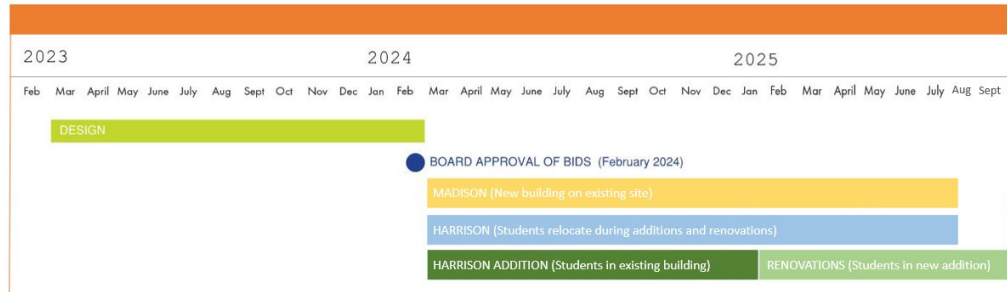 2023 2024 2025
Feb Mar April May June July Aug Sept Oct Nov Dec Jan Feb Mar April May June July Aug Sept Oct Nov Dec Jan Feb Mar April May June July Aug Sept
DESIGN
BOARD APPROVAL OF BIDS (February 2024)
MADISON (New building on existing site)
HARRISON (Students relocate during additions and renovations)
HARRISON ADDITION (Students in existing building) RENOVATIONS (Students in new addition)